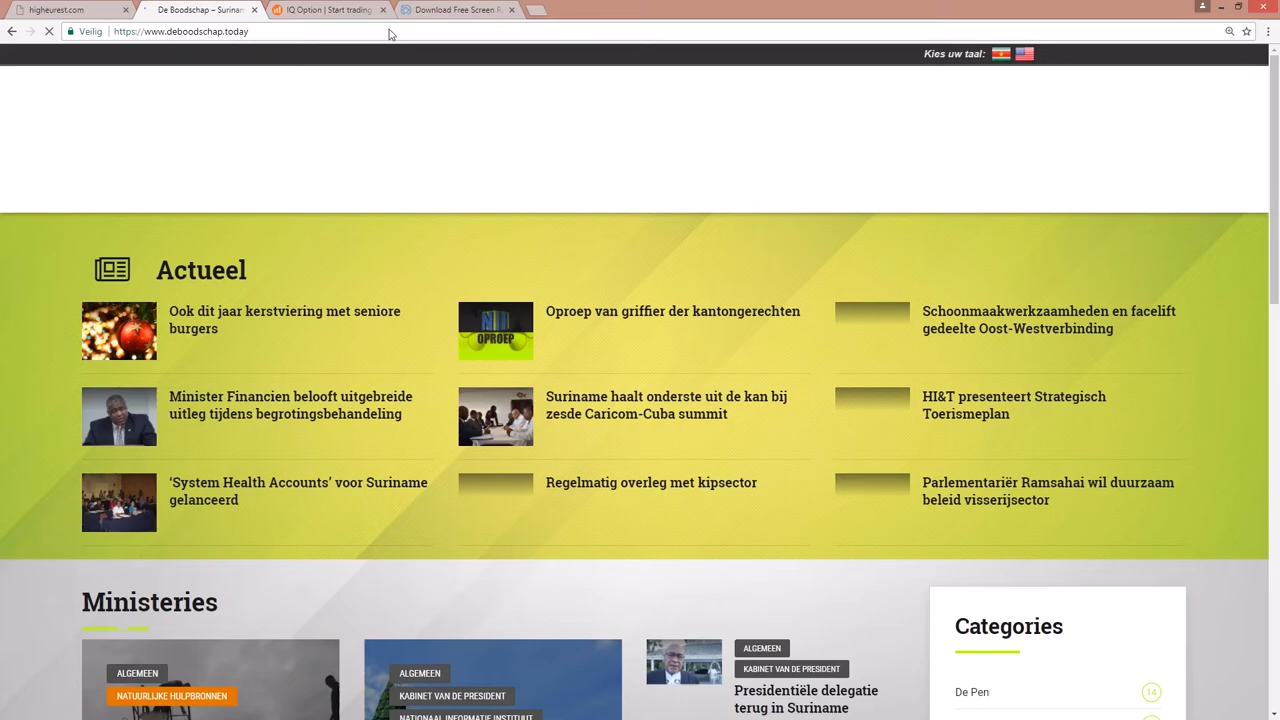 higheurest.com
De Boodschap – Surinam
IQ Option | Start trading
Download Free Screen R
Veilig
https://www.deboodschap.today
Kies uw taal:
Actueel
Ook dit jaar kerstviering met seniore
burgers
Oproep van griffier der kantongerechten
Schoonmaakwerkzaamheden en facelift
gedeelte Oost-Westverbinding
OPROEP
Minister Financien belooft uitgebreide
uitleg tijdens begrotingsbehandeling
Suriname haalt onderste uit de kan bij
zesde Caricom-Cuba summit
HI&T presenteert Strategisch
Toerismeplan
‘System Health Accounts’ voor Suriname
gelanceerd
Regelmatig overleg met kipsector
Parlementariër Ramsahai wil duurzaam
beleid visserijsector
Ministeries
ALGEMEEN
NATUURLIJKE HULPBRONNEN
ALGEMEEN
KABINET VAN DE PRESIDENT
NATIONAAL INFORMATIE INSTITUUT
ALGEMEEN
KABINET VAN DE PRESIDENT
Presidentiële delegatie
terug in Suriname
Categories
De Pen
14